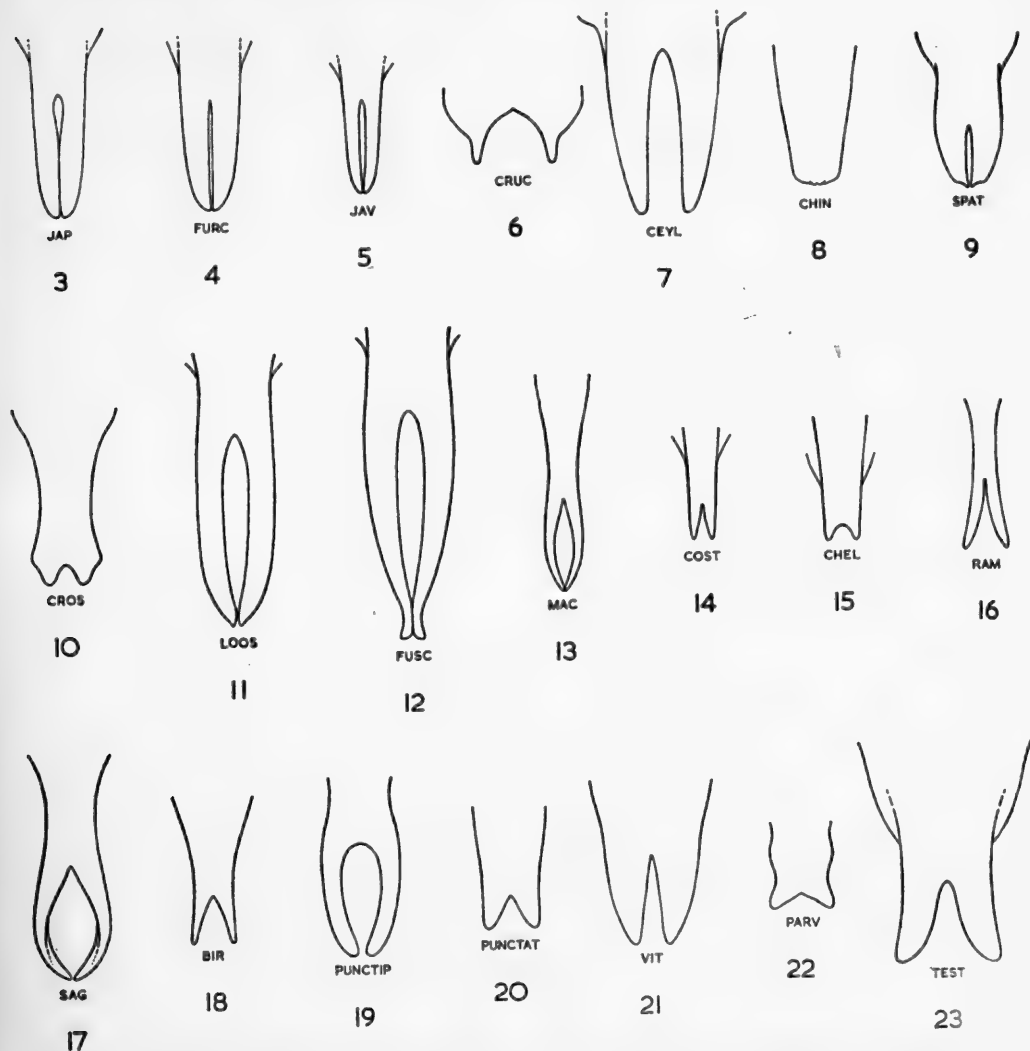 JAP FURC JAV CRUC CEYL CHIN SPAT
3 4 5 6 7 8 9
CROS LOOS FUSC MAC COST CHEL RAM
10 11 12 13 14 15 16
SAG BIR PUNCTIP PUNCTAT VIT PARV TEST
17 18 19 20 21 22 23